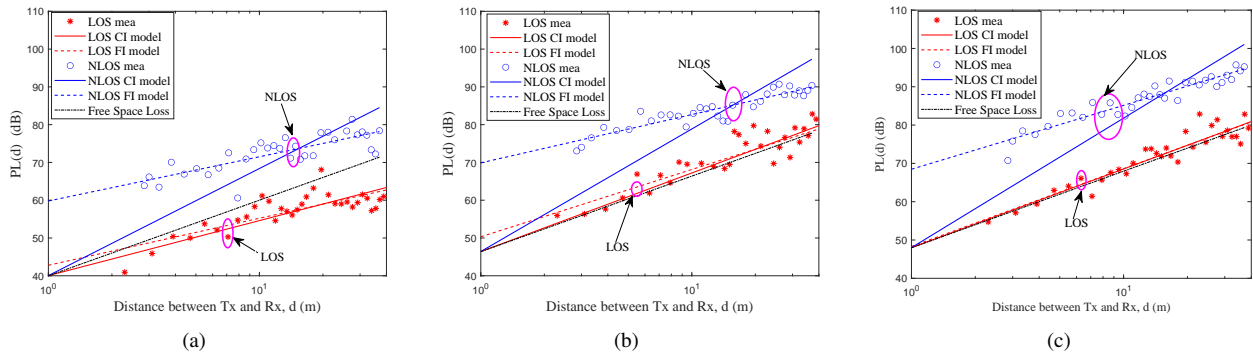 110
100
90
80
70
60
50
40
PL(d) (dB)
LOS mea
LOS CI model
LOS FI model
NLOS mea
NLOS CI model
NLOS FI model
Free Space Loss
NLOS
LOS
10^0
10^1
Distance between Tx and Rx, d (m)
(a)
110
100
90
80
70
60
50
40
PL(d) (dB)
LOS mea
LOS CI model
LOS FI model
NLOS mea
NLOS CI model
NLOS FI model
Free Space Loss
NLOS
LOS
10^0
10^1
Distance between Tx and Rx, d (m)
(b)
110
100
90
80
70
60
50
40
PL(dB)
LOS mea
LOS CI model
LOS FI model
NLOS mea
NLOS CI model
NLOS FI model
Free Space Loss
NLOS
LOS
10^0
10^1
Distance between Tx and Rx, d (m)
(c)